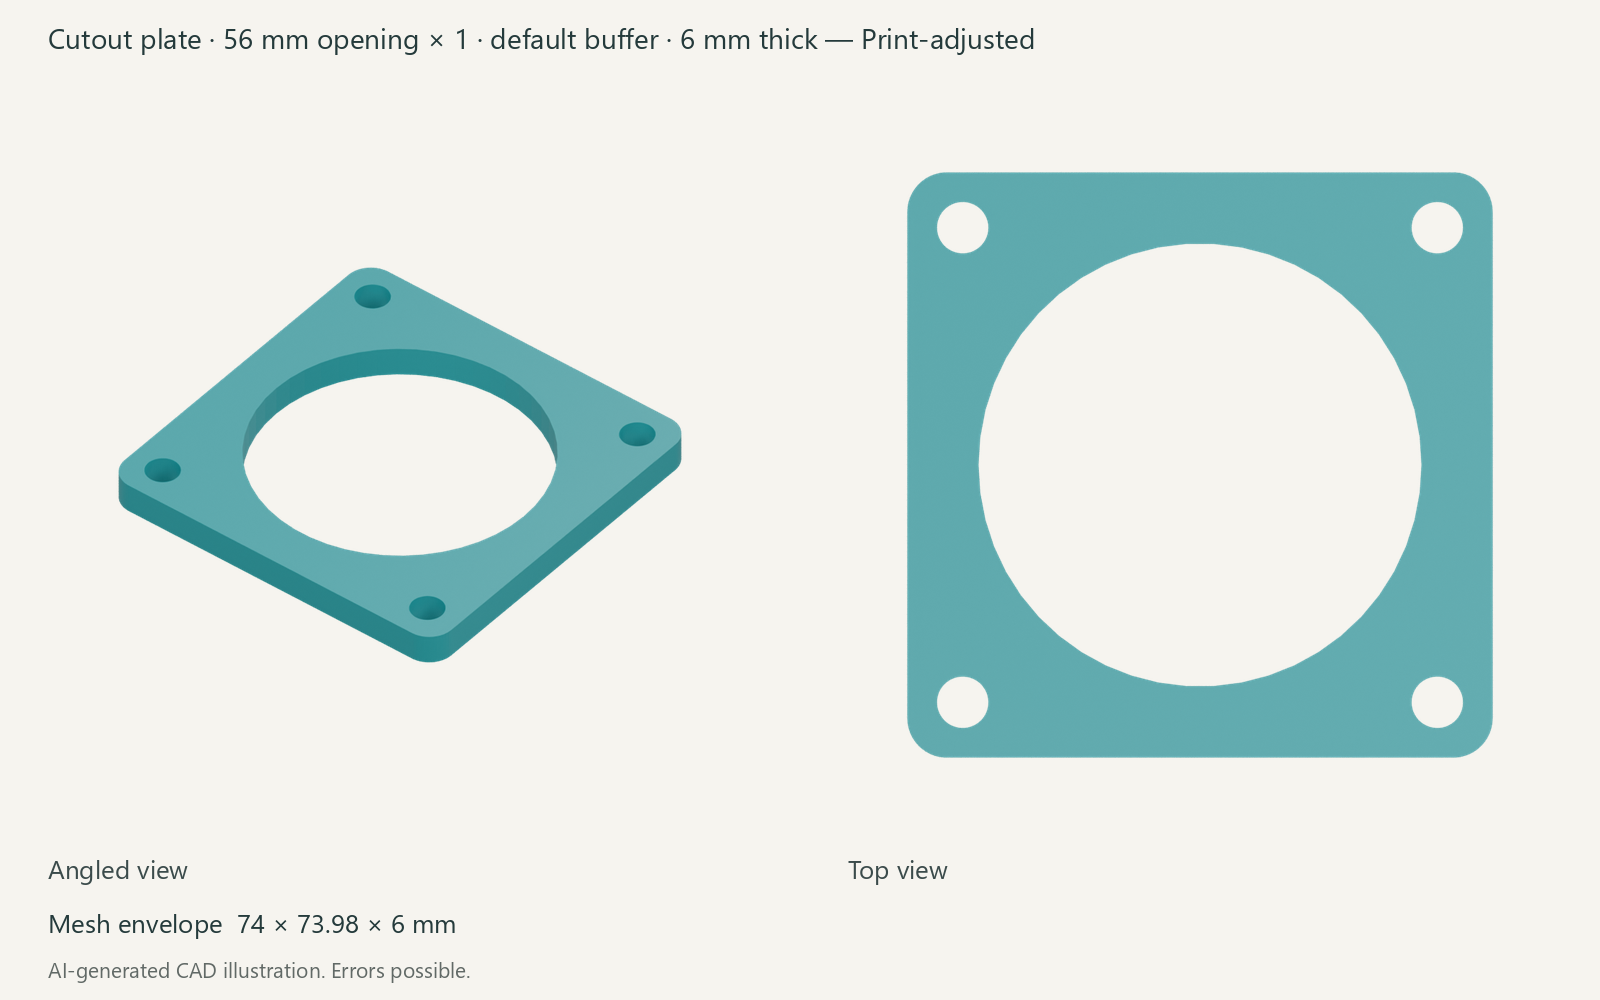 Cutout plate · 56 mm opening × 1 · default buffer · 6 mm thick — Print-adjusted
Angled view
Top view
Mesh envelope 74 × 73.98 × 6 mm
AI-generated CAD illustration. Errors possible.